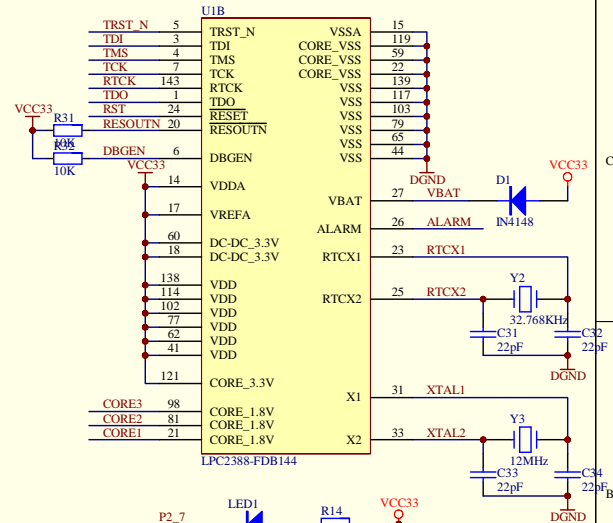 U1B
TRST_N 5 TRST_N VSSA 15
TDI 3 TDI CORE_VSS 119
TMS 4 TMS CORE_VSS 59
TCK 7 TCK CORE_VSS 22
RTCK 143 RTCK VSS 139
TDO 1 TDO VSS 117
RST 24 RESET VSS 103
VCC33 R31 RESOUTN 20 RESOUTN VSS 79
10K
R32 VSS 65
DBGEN 6 DBGEN VSS 44
10K VCC33 VCC33
DGND
14 VDDA
27 VBAT D1
VBAT
17 VREFA
IN4148
ALARM 26 ALARM
60 DC-DC_3.3V
18 DC-DC_3.3V RTCX1 23 RTCX1
138 VDD Y2
114 VDD RTCX2 25 RTCX2
102 VDD 32.768KHz
77 VDD C31 C32
62 VDD 22pF 22pF
41 VDD
121 CORE_3.3V DGND
X1 31 XTAL1
CORE3 98 CORE_1.8V
CORE2 81 CORE_1.8V Y3
CORE1 21 CORE_1.8V X2 33 XTAL2
LPC2388-FDB144 12MHz
C33 C34
22pF 22pF
DGND
P2_7 LED1 R14 VCC33
C
B